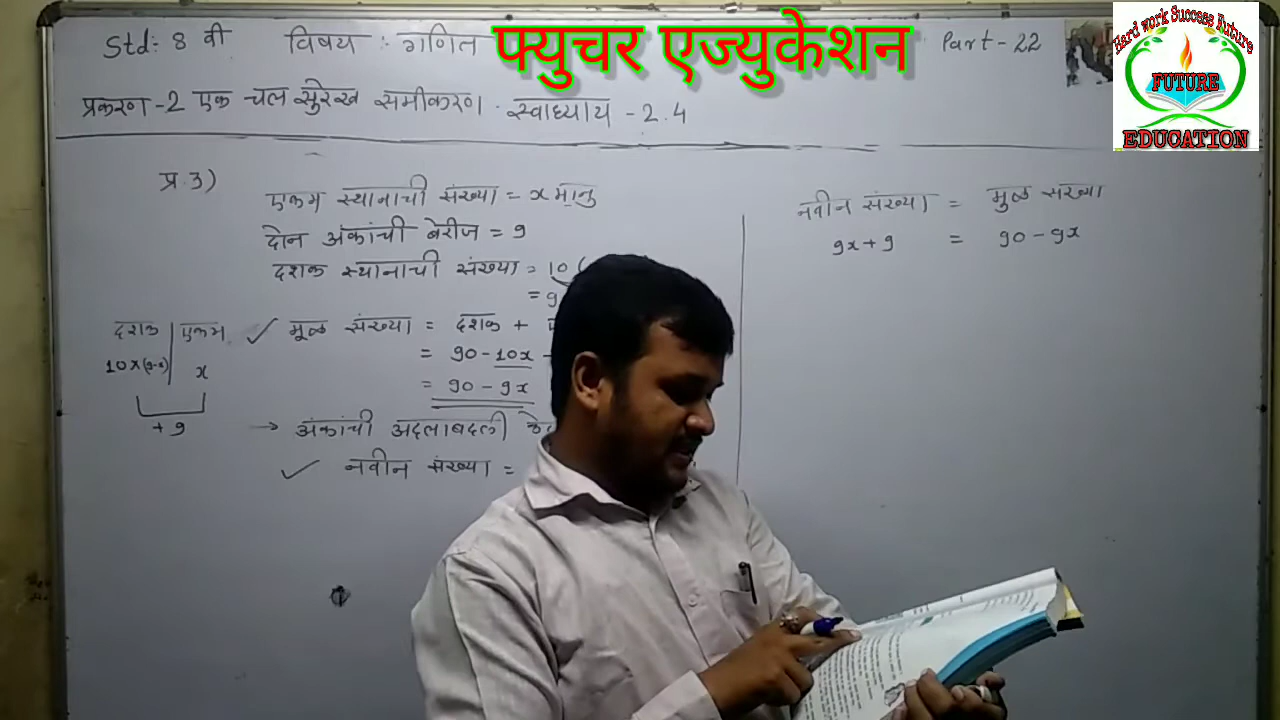 Std: 8 वी विषय : गणित फ्युचर एज्युकेशन Part - 22
Hard work Success Future
FUTURE
EDUCATION
प्रकरण - 2 एक चल सुरेख समीकरण. स्वाध्याय - 2.4
प्र. 3)
एकम स्थानाची संख्या = x मानु
दोन अंकांची बेरीज = 9
दशक स्थानाची संख्या = 10 (
= 9
दशक एकम
10x(9-x) x
+ 9
✓ मूळ संख्या = दशक +
= 90 - 10x
= 90 - 9x
→ अंकांची अदलाबदली
✓ नवीन संख्या =
नवीन संख्या = मुळ संख्या
9x + 9 = 90 - 9x